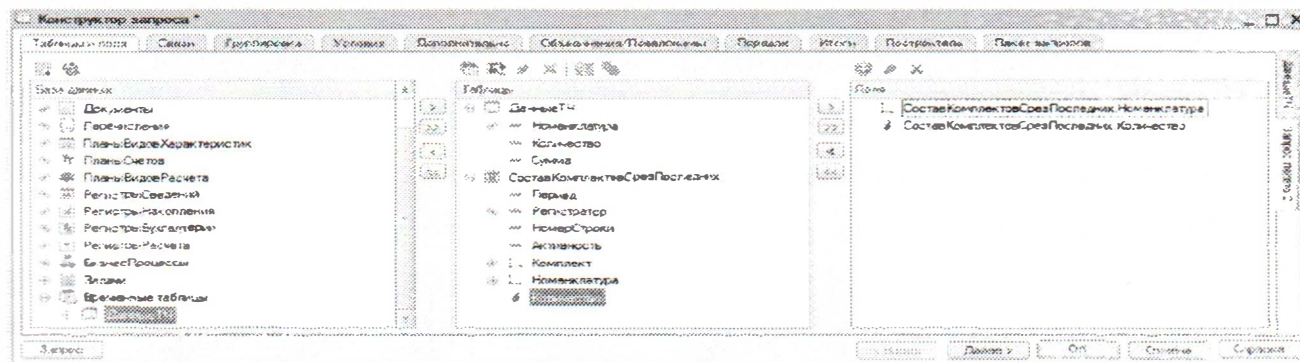 Конструктор запроса *
Таблицы и поля Связи Группировка Условия Дополнительно Объединения/Псевдонимы Порядок Итоги Построитель Пакет запросов
База данных
Документы
Перечисления
ПланыВидовХарактеристик
ПланыСчетов
ПланыВидовРасчета
РегистрыСведений
РегистрыНакопления
РегистрыБухгалтерии
РегистрыРасчета
БизнесПроцессы
Задачи
Временные таблицы
Таблицы
ДанныеТЧ
Номенклатура
Количество
Сумма
СоставКомплектовСрезПоследних
Период
Регистратор
НомерСтроки
Активность
Комплект
Номенклатура
Поля
СоставКомплектовСрезПоследних.Номенклатура
СоставКомплектовСрезПоследних.Количество
Запрос
Далее >
ОК
Отмена
Справка